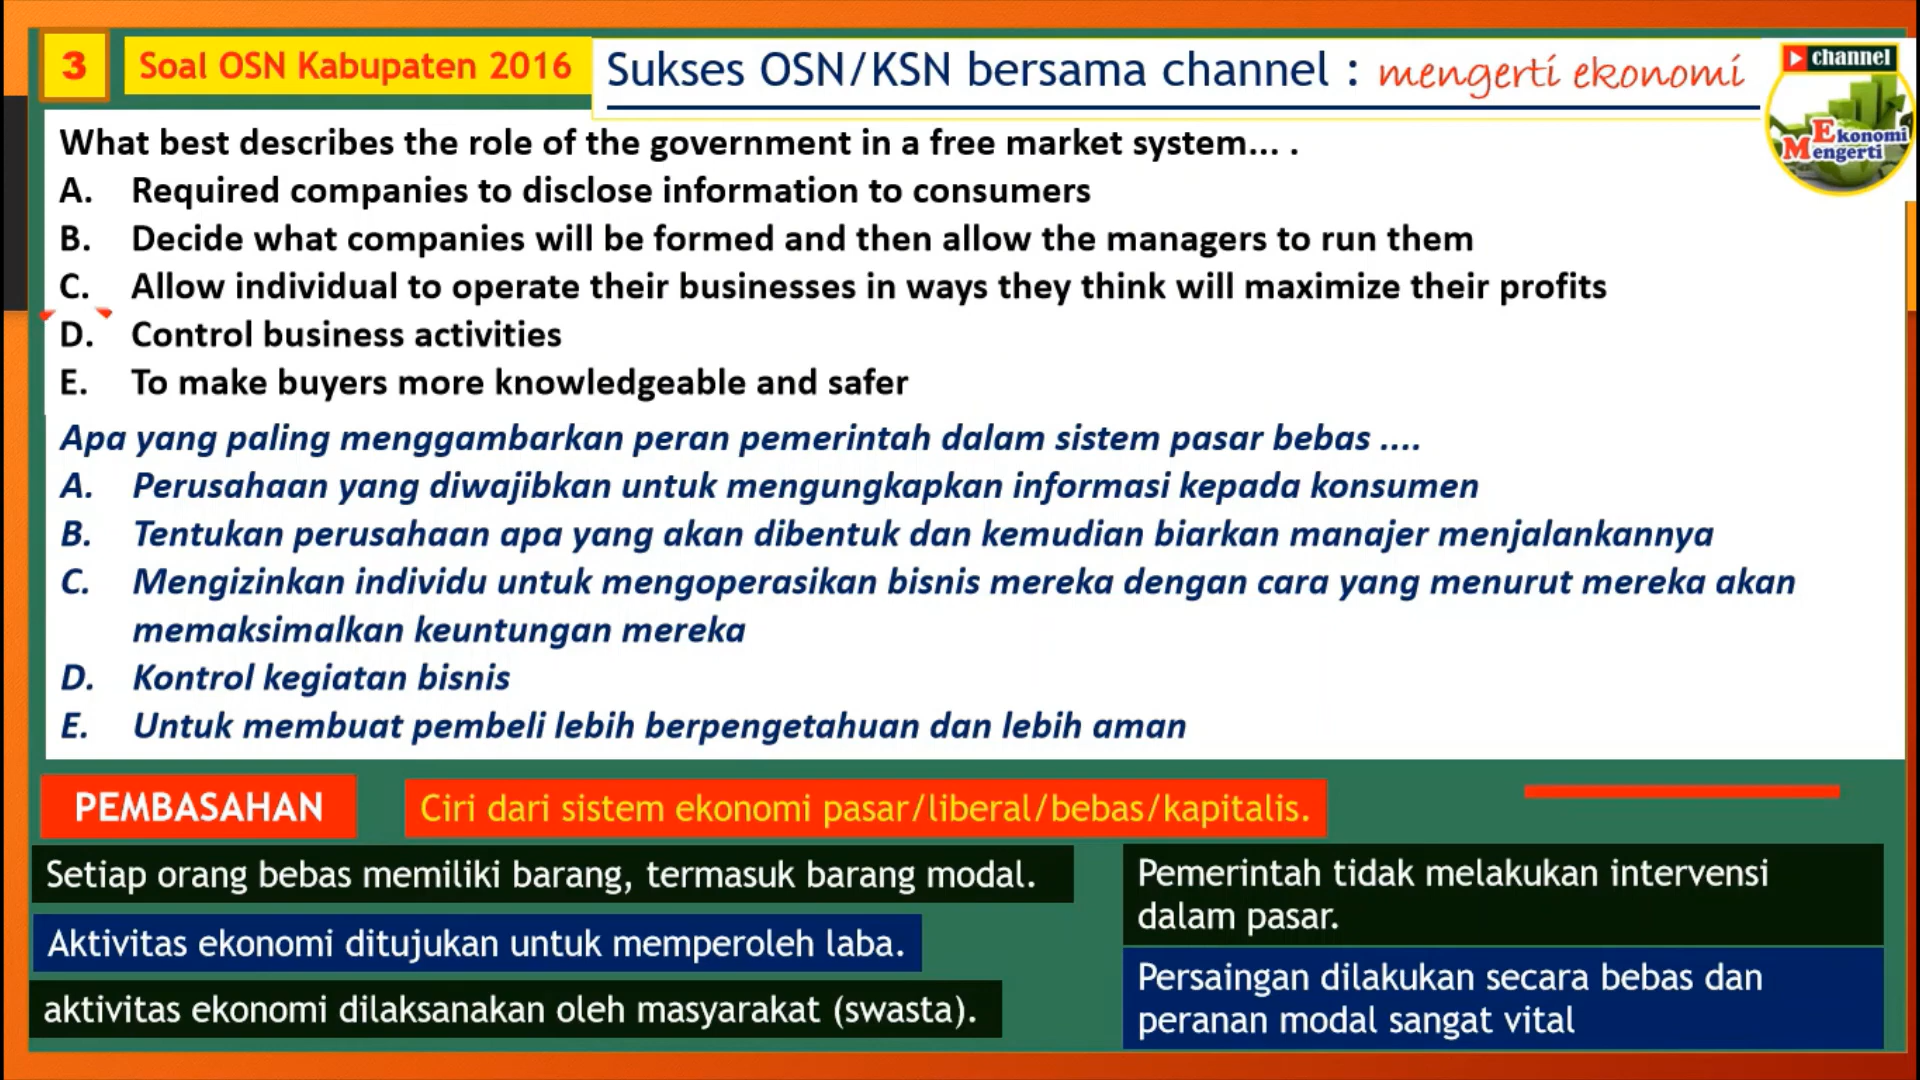 3
Soal OSN Kabupaten 2016
Sukses OSN/KSN bersama channel : mengerti ekonomi
channel
Ekonomi
Mengerti
What best describes the role of the government in a free market system... .
A. Required companies to disclose information to consumers
B. Decide what companies will be formed and then allow the managers to run them
C. Allow individual to operate their businesses in ways they think will maximize their profits
D. Control business activities
E. To make buyers more knowledgeable and safer
Apa yang paling menggambarkan peran pemerintah dalam sistem pasar bebas ....
A. Perusahaan yang diwajibkan untuk mengungkapkan informasi kepada konsumen
B. Tentukan perusahaan apa yang akan dibentuk dan kemudian biarkan manajer menjalankannya
C. Mengizinkan individu untuk mengoperasikan bisnis mereka dengan cara yang menurut mereka akan
memaksimalkan keuntungan mereka
D. Kontrol kegiatan bisnis
E. Untuk membuat pembeli lebih berpengetahuan dan lebih aman
PEMBASAHAN
Ciri dari sistem ekonomi pasar/liberal/bebas/kapitalis.
Setiap orang bebas memiliki barang, termasuk barang modal.
Aktivitas ekonomi ditujukan untuk memperoleh laba.
aktivitas ekonomi dilaksanakan oleh masyarakat (swasta).
Pemerintah tidak melakukan intervensi
dalam pasar.
Persaingan dilakukan secara bebas dan
peranan modal sangat vital